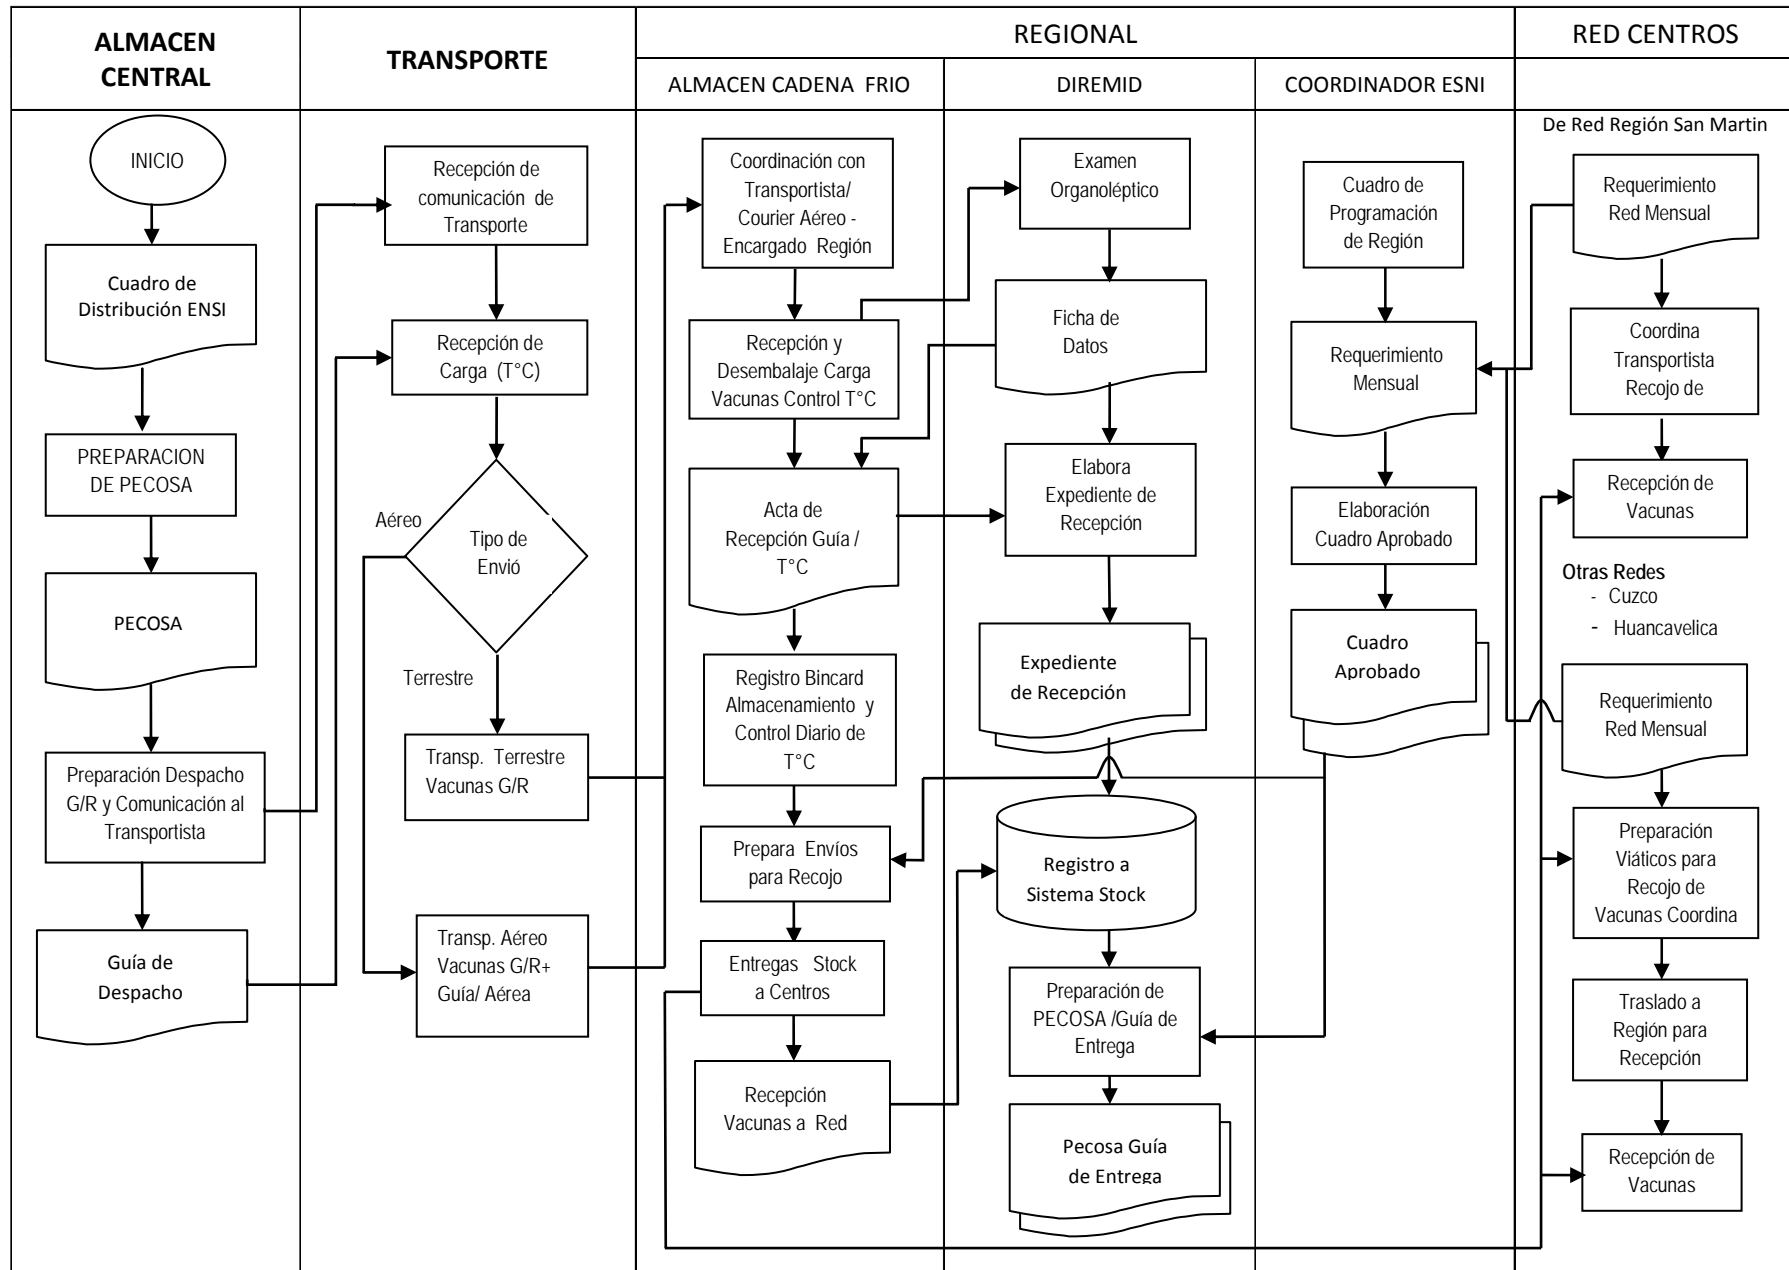 ALMACEN
CENTRAL
TRANSPORTE
REGIONAL
RED CENTROS
ALMACEN CADENA FRIO
DIREMID
COORDINADOR ESNI
INICIO
Cuadro de
Distribución ENSI
PREPARACION
DE PECOSA
PECOSA
Preparación Despacho
G/R y Comunicación al
Transportista
Guía de
Despacho
Recepción de
comunicación de
Transporte
Recepción de
Carga (T°C)
Aéreo
Tipo de
Envió
Terrestre
Transp. Terrestre
Vacunas G/R
Transp. Aéreo
Vacunas G/R+
Guía/ Aérea
Coordinación con
Transportista/
Courier Aéreo -
Encargado Región
Recepción y
Desembalaje Carga
Vacunas Control T°C
Acta de
Recepción Guía /
T°C
Registro Bincard
Almacenamiento y
Control Diario de
T°C
Prepara Envíos
para Recojo
Entregas Stock
a Centros
Recepción
Vacunas a Red
Examen
Organoléptico
Ficha de
Datos
Elabora
Expediente de
Recepción
Expediente
de Recepción
Registro a
Sistema Stock
Preparación de
PECOSA /Guía de
Entrega
Pecosa Guía
de Entrega
Cuadro de
Programación
de Región
Requerimiento
Mensual
Elaboración
Cuadro Aprobado
Cuadro
Aprobado
De Red Región San Martin
Requerimiento
Red Mensual
Coordina
Transportista
Recojo de
Recepción de
Vacunas
Otras Redes
- Cuzco
- Huancavelica
Requerimiento
Red Mensual
Preparación
Viáticos para
Recojo de
Vacunas Coordina
Traslado a
Región para
Recepción
Recepción de
Vacunas